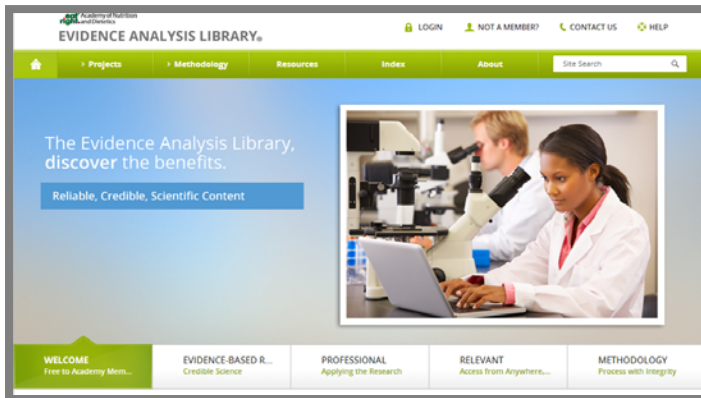 eat right. Academy of Nutrition
and Dietetics
EVIDENCE ANALYSIS LIBRARY®
LOGIN NOT A MEMBER? CONTACT US HELP
Projects Methodology Resources Index About Site Search
The Evidence Analysis Library,
discover the benefits.
Reliable, Credible, Scientific Content
WELCOME EVIDENCE-BASED R... PROFESSIONAL RELEVANT METHODOLOGY
Free to Academy Mem... Credible Science Applying the Research Access from Anywhere,... Process with Integrity